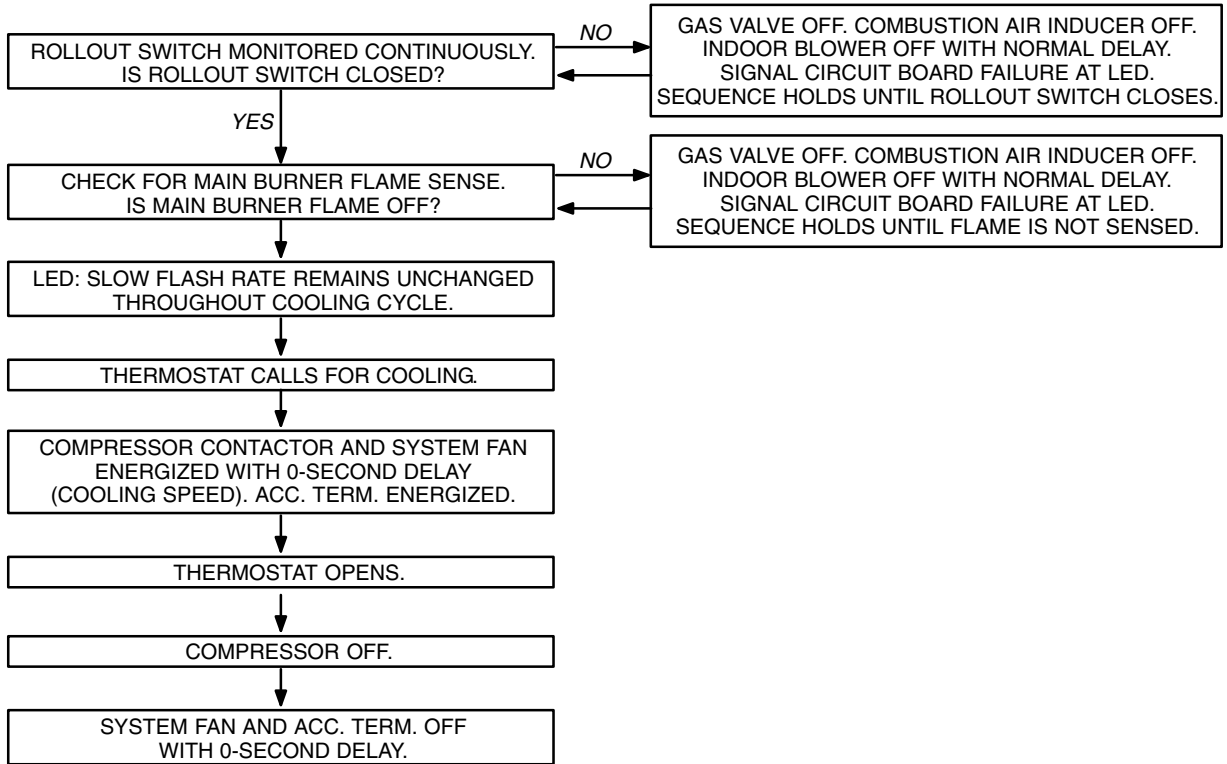 ROLLOUT SWITCH MONITORED CONTINUOUSLY.
IS ROLLOUT SWITCH CLOSED?
NO
GAS VALVE OFF. COMBUSTION AIR INDUCER OFF.
INDOOR BLOWER OFF WITH NORMAL DELAY.
SIGNAL CIRCUIT BOARD FAILURE AT LED.
SEQUENCE HOLDS UNTIL ROLLOUT SWITCH CLOSES.
YES
CHECK FOR MAIN BURNER FLAME SENSE.
IS MAIN BURNER FLAME OFF?
NO
GAS VALVE OFF. COMBUSTION AIR INDUCER OFF.
INDOOR BLOWER OFF WITH NORMAL DELAY.
SIGNAL CIRCUIT BOARD FAILURE AT LED.
SEQUENCE HOLDS UNTIL FLAME IS NOT SENSED.
LED: SLOW FLASH RATE REMAINS UNCHANGED
THROUGHOUT COOLING CYCLE.
THERMOSTAT CALLS FOR COOLING.
COMPRESSOR CONTACTOR AND SYSTEM FAN
ENERGIZED WITH 0-SECOND DELAY
(COOLING SPEED). ACC. TERM. ENERGIZED.
THERMOSTAT OPENS.
COMPRESSOR OFF.
SYSTEM FAN AND ACC. TERM. OFF
WITH 0-SECOND DELAY.